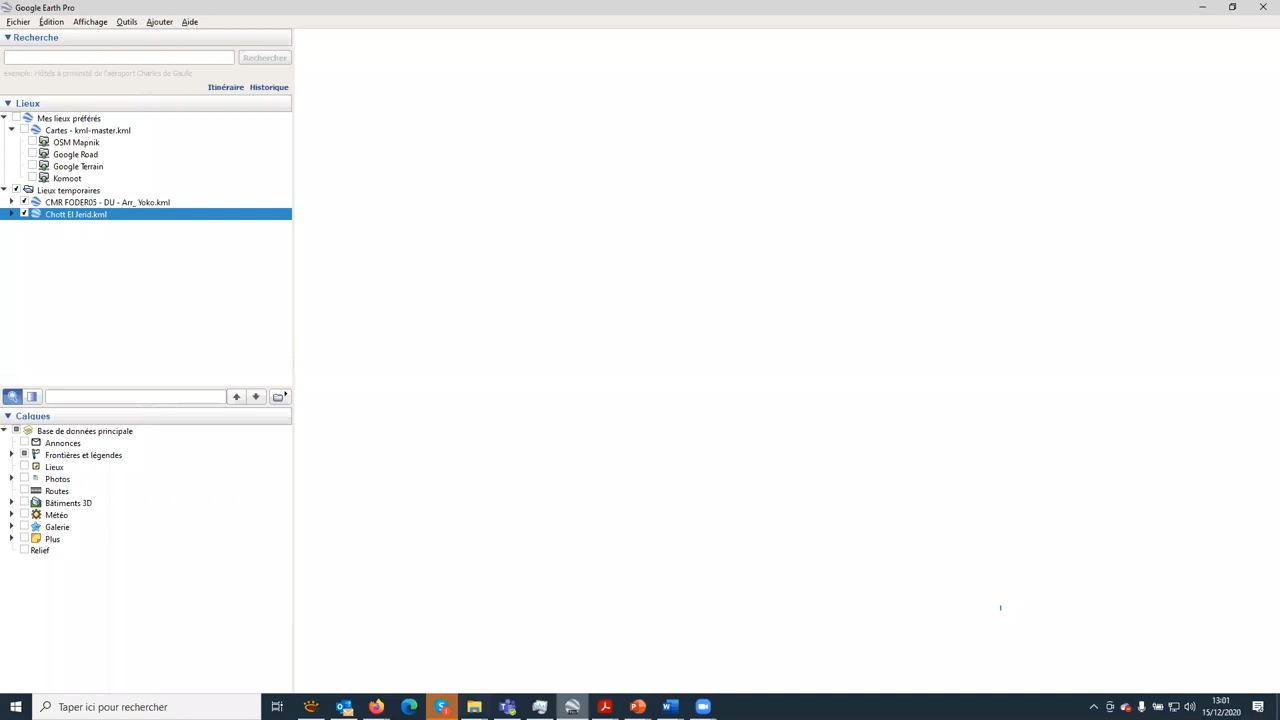 Google Earth Pro
Fichier Édition Affichage Outils Ajouter Aide
Recherche
Rechercher
exemple: Hôtels à proximité de l'aéroport Charles de Gaulle
Itinéraire Historique
Lieux
Mes lieux préférés
Cartes - kml-master.kml
OSM Mapnik
Google Road
Google Terrain
Komoot
Lieux temporaires
CMR FODER05 - DU - Arr_ Yoko.kml
Chott El Jerid.kml
Calques
Base de données principale
Annonces
Frontières et légendes
Lieux
Photos
Routes
Bâtiments 3D
Météo
Galerie
Plus
Relief
Taper ici pour rechercher
13:01
15/12/2020